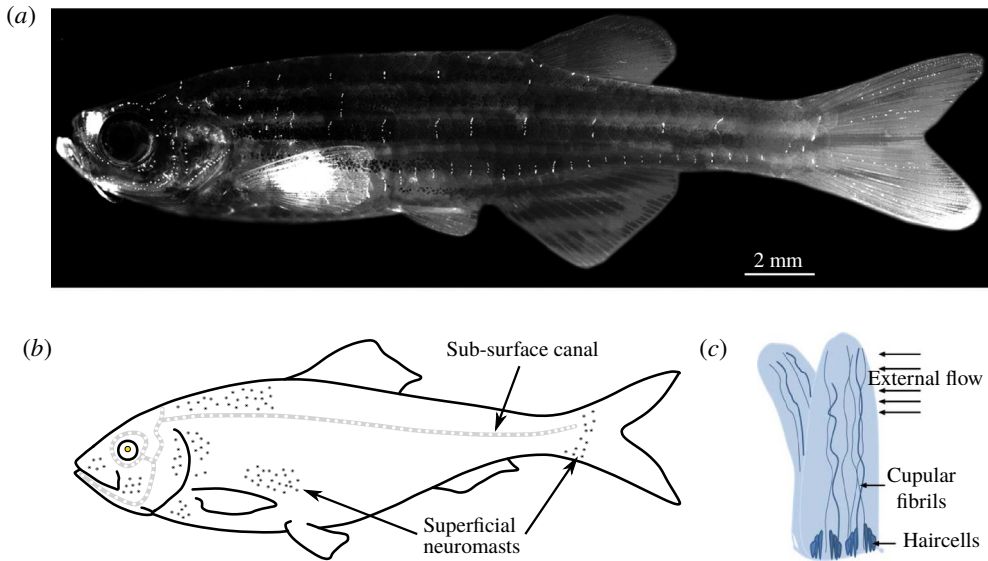 (a)
2 mm
(b)
Sub-surface canal
Superficial
neuromasts
(c)
External flow
Cupular
fibrils
Haircells